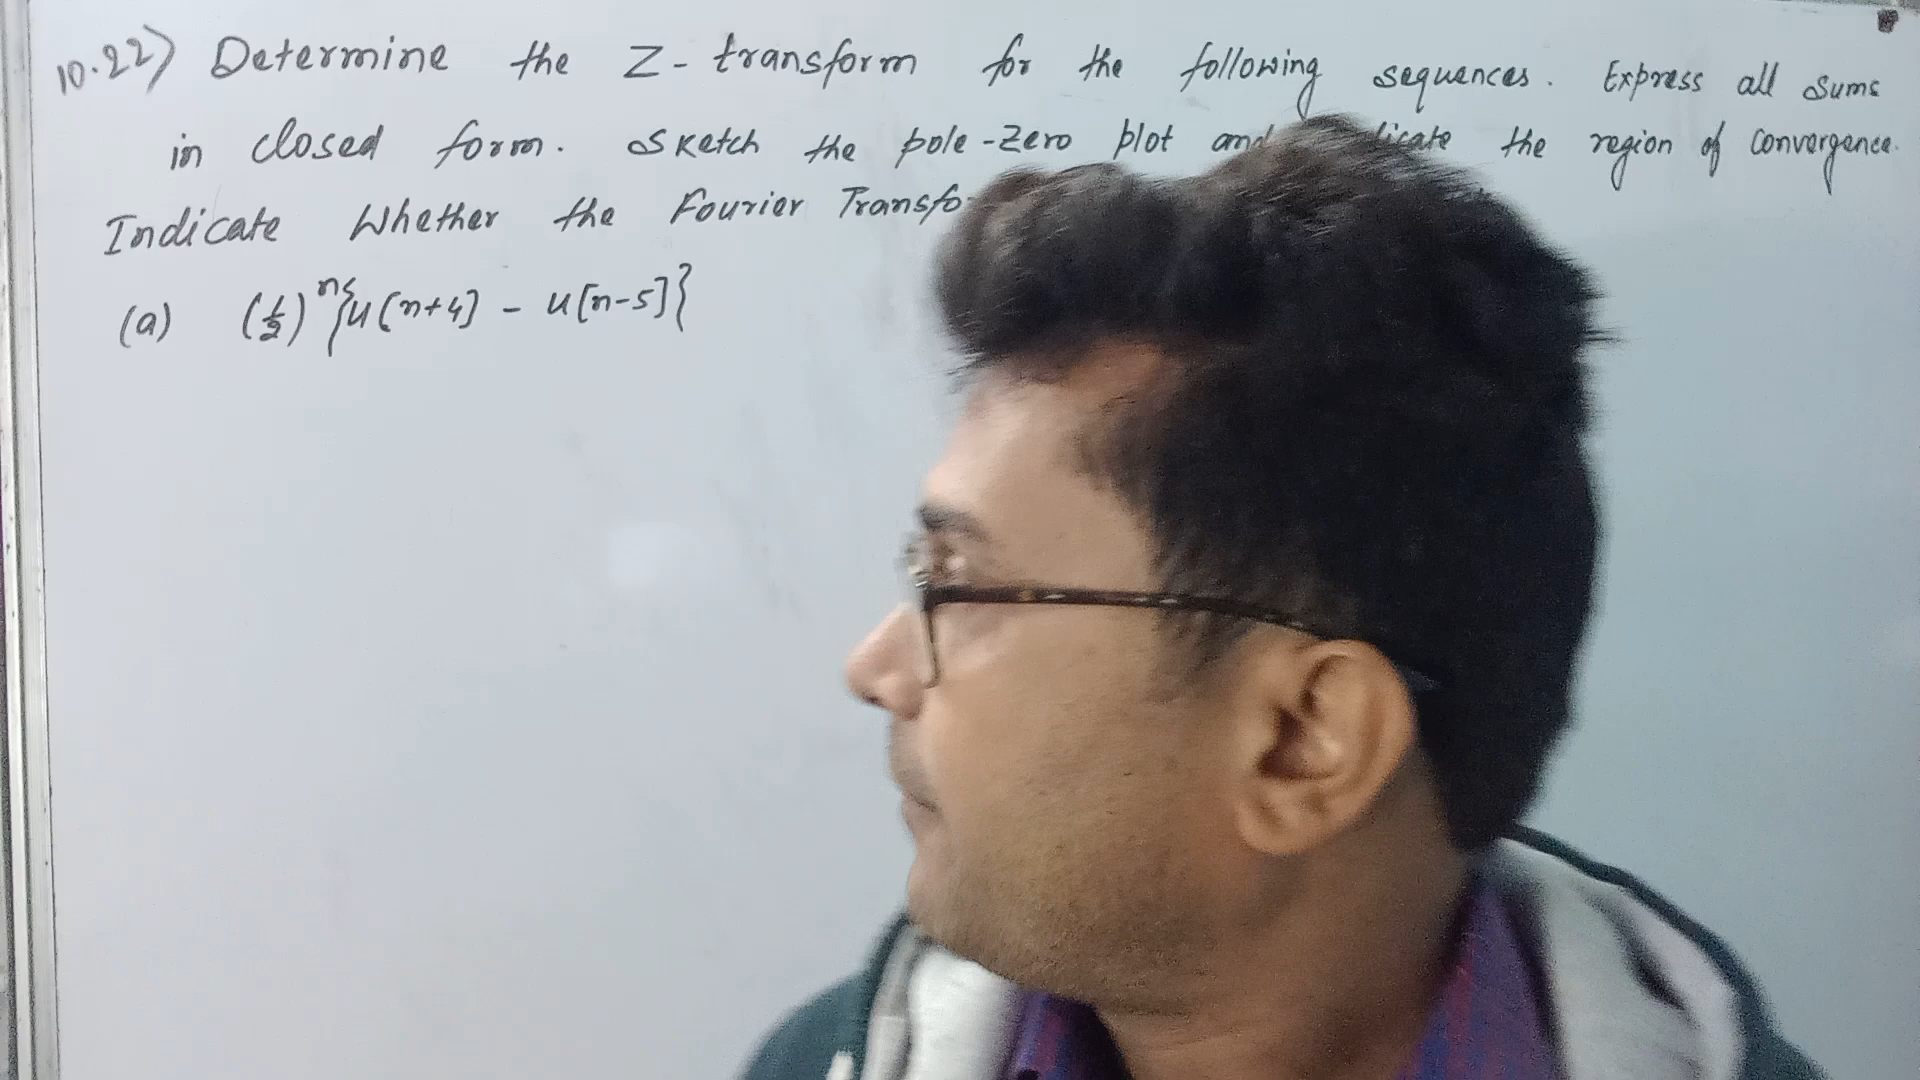 10.22) Determine the Z-transform for the following sequences. Express all sums
in closed form. Sketch the pole-zero plot and the region of convergence.
Indicate whether the Fourier
(a) (1/2)^n {u[n+4] - u[n-5]}